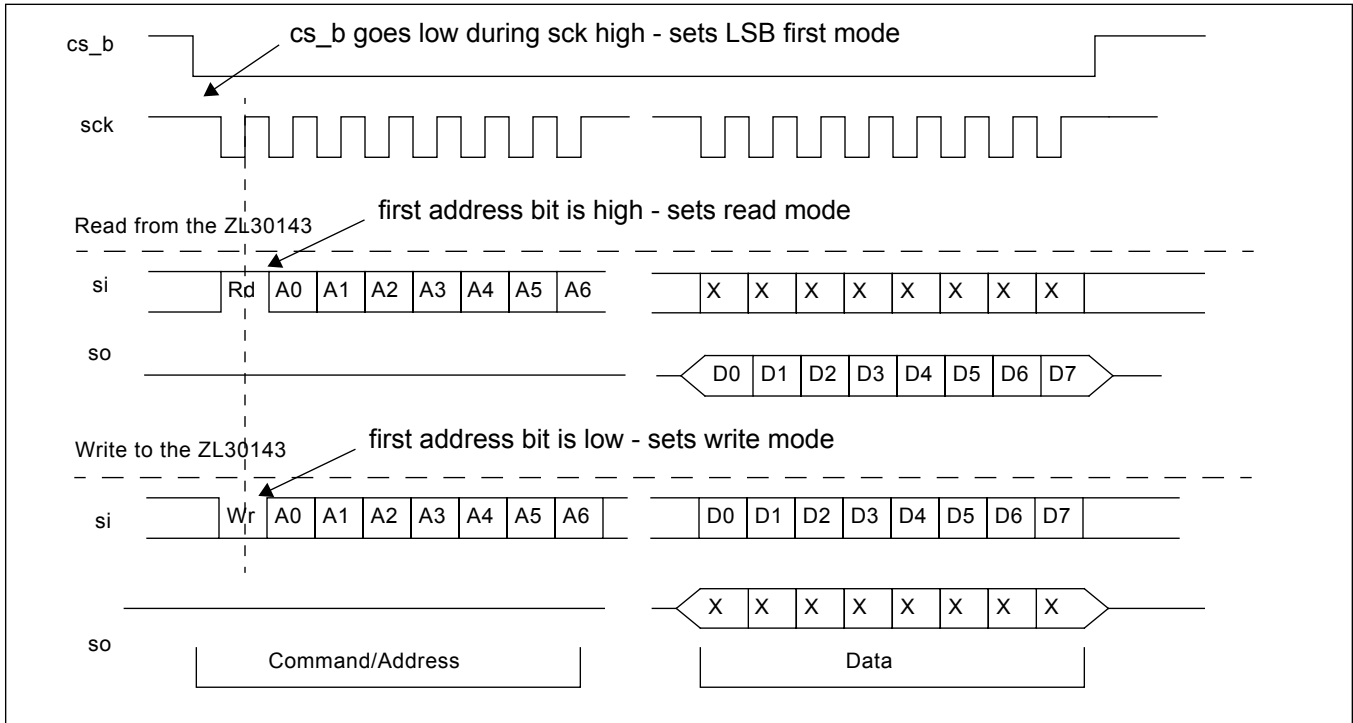 cs_b goes low during sck high - sets LSB first mode
cs_b
sck
first address bit is high - sets read mode
Read from the ZL30143
si Rd A0 A1 A2 A3 A4 A5 A6 X X X X X X X X
so D0 D1 D2 D3 D4 D5 D6 D7
first address bit is low - sets write mode
Write to the ZL30143
si Wr A0 A1 A2 A3 A4 A5 A6 D0 D1 D2 D3 D4 D5 D6 D7
so X X X X X X X X
Command/Address Data